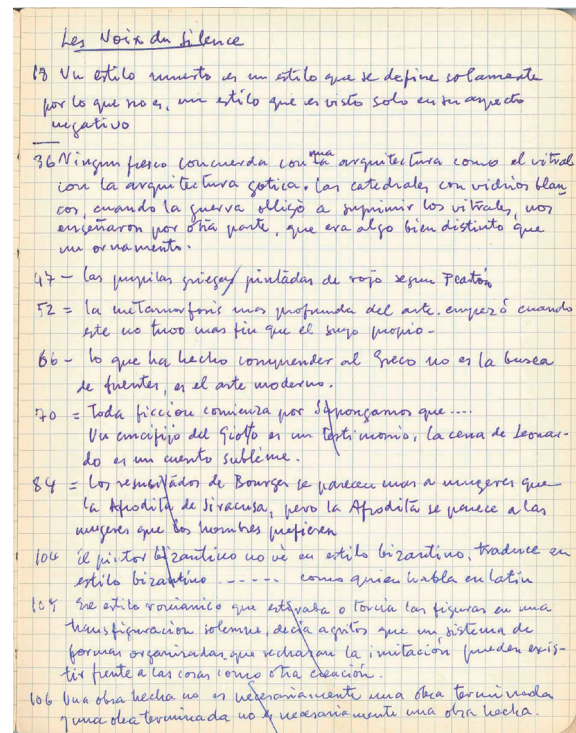 Les Voix du Silence
18 Un estilo muerto es un estilo que se define solamente
por lo que no es, un estilo que es visto solo en su aspecto
negativo
36 Ningun fresco concuerda con una arquitectura como el vitral
con la arquitectura gotica. Las catedrales con vidrios blan
cos, cuando la guerra obligó a suprimir los vitrales, nos
enseñaron por otra parte, que era algo bien distinto que
un ornamento.
47 - las pupilas griegas pintadas de rojo segun Platón
52 = la metamorfosis mas profunda del arte empezó cuando
este no tuvo mas fin que el suyo propio -
66 - lo que ha hecho comprender al Greco no es la busca
de fuentes, es el arte moderno.
70 = Toda ficcion comienza por Supongamos que ....
Un crucifijo del Giotto es un testimonio, la cena de Leonar-
do es un cuento sublime.
84 = Los resucitados de Bourges se parecen mas a mugeres que
la Afrodita de Siracusa, pero la Afrodita se parece a las
mugeres que los hombres prefieren
104 el pintor bizantino no vè en estilo bizantino, traduce en
estilo bizantino ------ como quien habla en latin
Ese estilo románico que estiraba o torcia las figuras en una
transfiguracion solemne, decia a gritos que un sistema de
formas organizadas que rechazan la imitación pueden exis-
tir frente a las cosas como otra creación.
106 Una obra hecha no es necesariamente una obra terminada
y una obra terminada no es necesariamente una obra hecha.